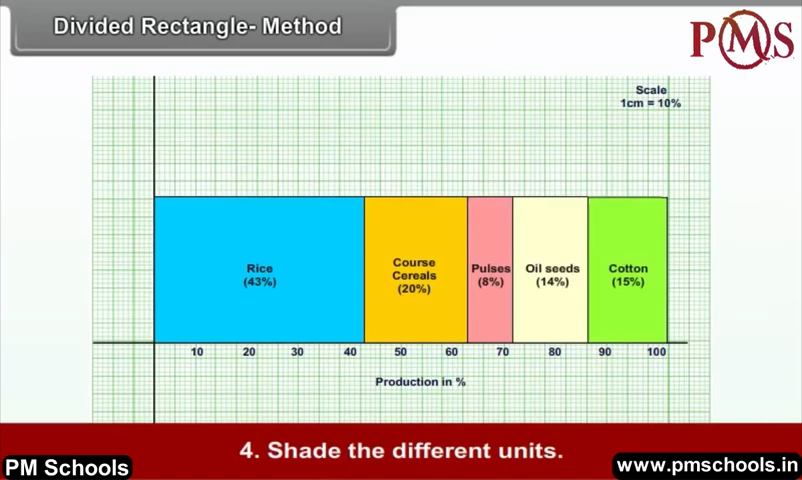 Divided Rectangle- Method
PMS
Scale
1cm = 10%
Rice
(43%)
Course
Cereals
(20%)
Pulses
(8%)
Oil seeds
(14%)
Cotton
(15%)
10 20 30 40 50 60 70 80 90 100
Production in %
4. Shade the different units.
PM Schools
www.pmschools.in